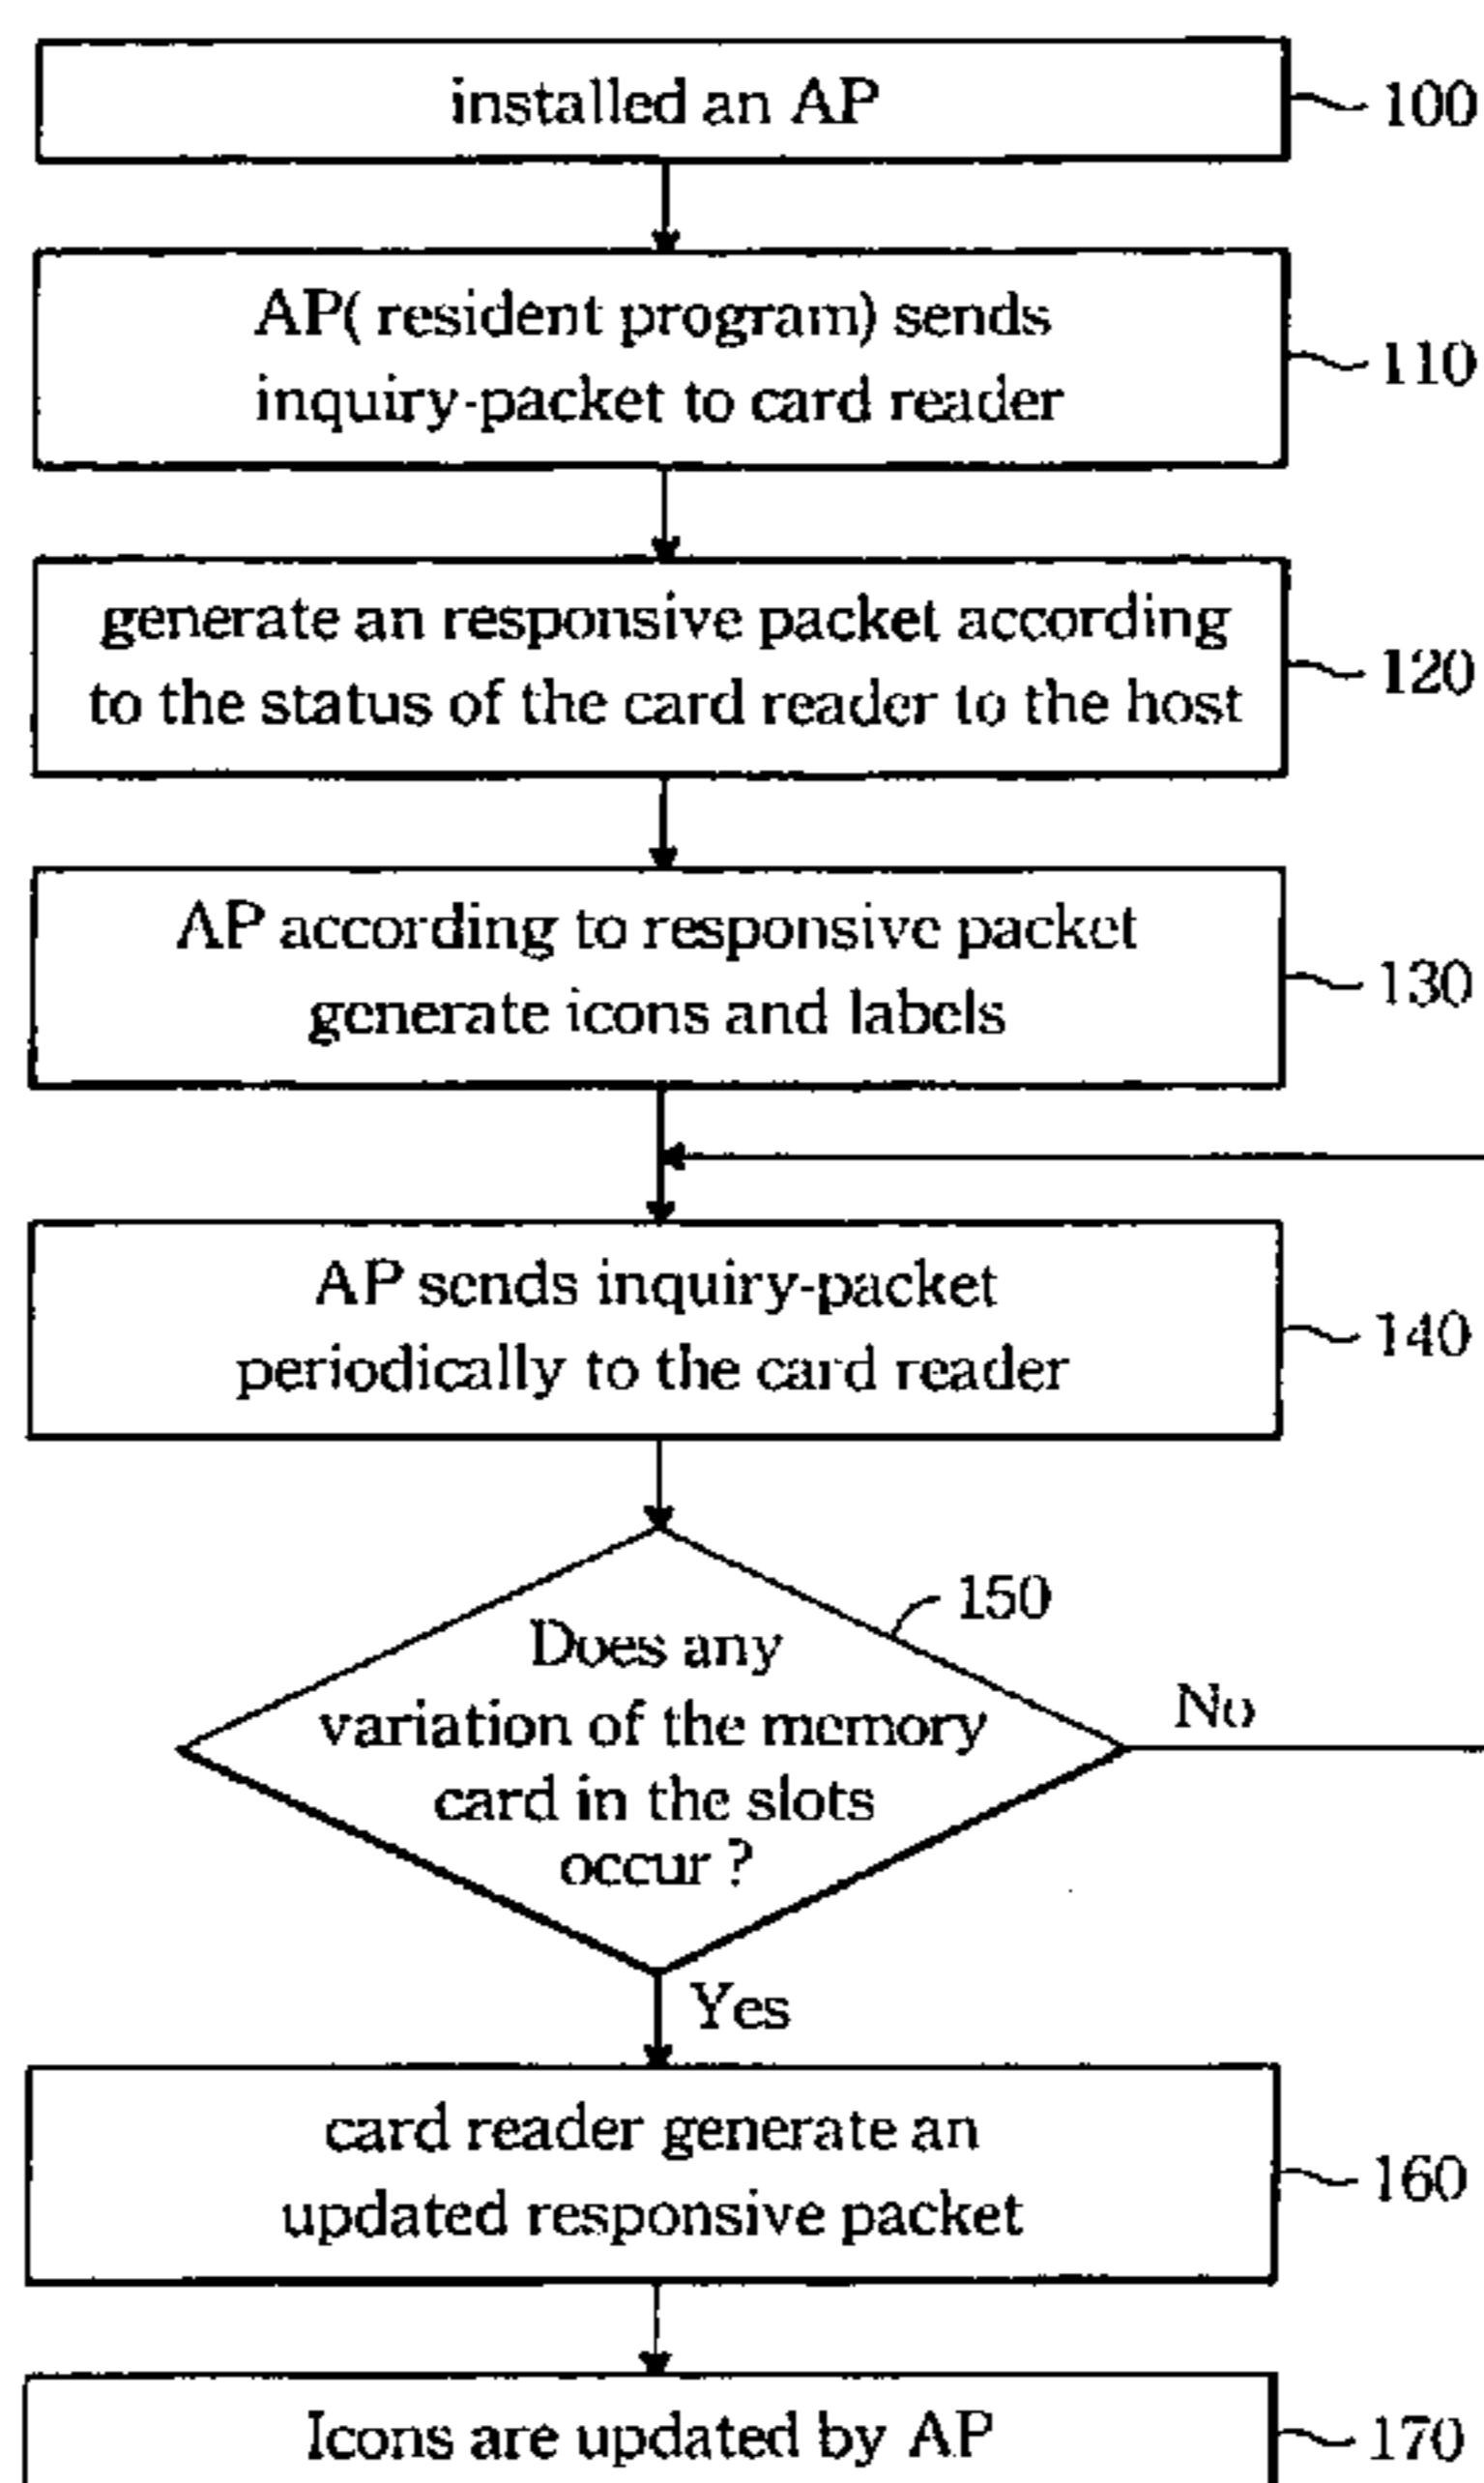 installed an AP
100
AP( resident program) sends
inquiry-packet to card reader
110
generate an responsive packet according
to the status of the card reader to the host
120
AP according to responsive packet
generate icons and labels
130
AP sends inquiry-packet
periodically to the card reader
140
150
Does any
variation of the memory
card in the slots
occur ?
No
Yes
card reader generate an
updated responsive packet
160
Icons are updated by AP
170